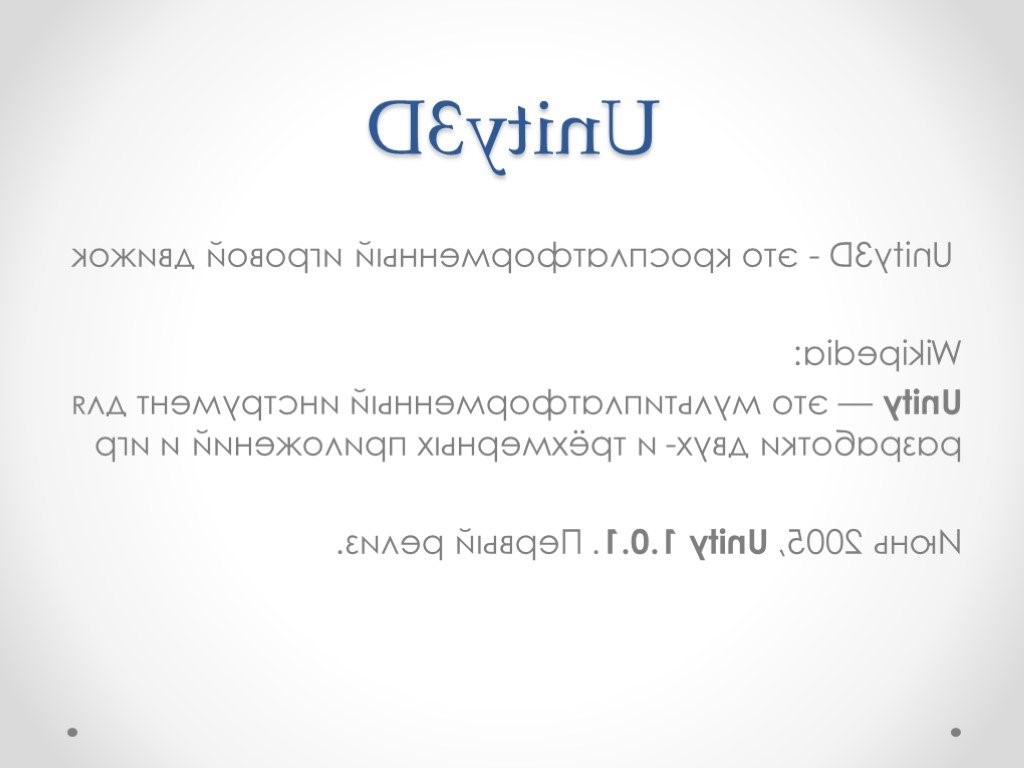 Unity3D
Unity3D - это кросплатформенный игровой движок
Wikipedia:
Unity — это мультиплатформенный инструмент для
разработки двух- и трёхмерных приложений и игр
Июнь 2005, Unity 1.0.1. Первый релиз.